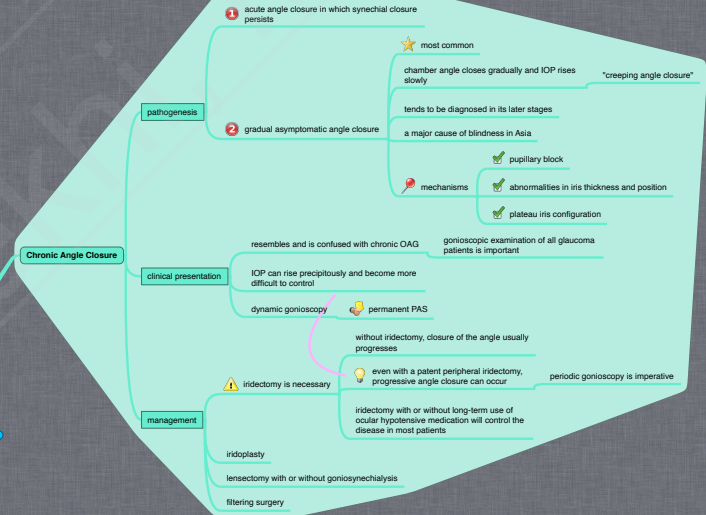 1 acute angle closure in which synechial closure
persists
most common
chamber angle closes gradually and IOP rises
slowly
"creeping angle closure"
pathogenesis
tends to be diagnosed in its later stages
2 gradual asymptomatic angle closure
a major cause of blindness in Asia
pupillary block
mechanisms
abnormalities in iris thickness and position
plateau iris configuration
Chronic Angle Closure
resembles and is confused with chronic OAG
gonioscopic examination of all glaucoma
patients is important
clinical presentation
IOP can rise precipitously and become more
difficult to control
dynamic gonioscopy
permanent PAS
without iridectomy, closure of the angle usually
progresses
iridectomy is necessary
even with a patent peripheral iridectomy,
progressive angle closure can occur
periodic gonioscopy is imperative
management
iridectomy with or without long-term use of
ocular hypotensive medication will control the
disease in most patients
iridoplasty
lensectomy with or without goniosynechialysis
filtering surgery